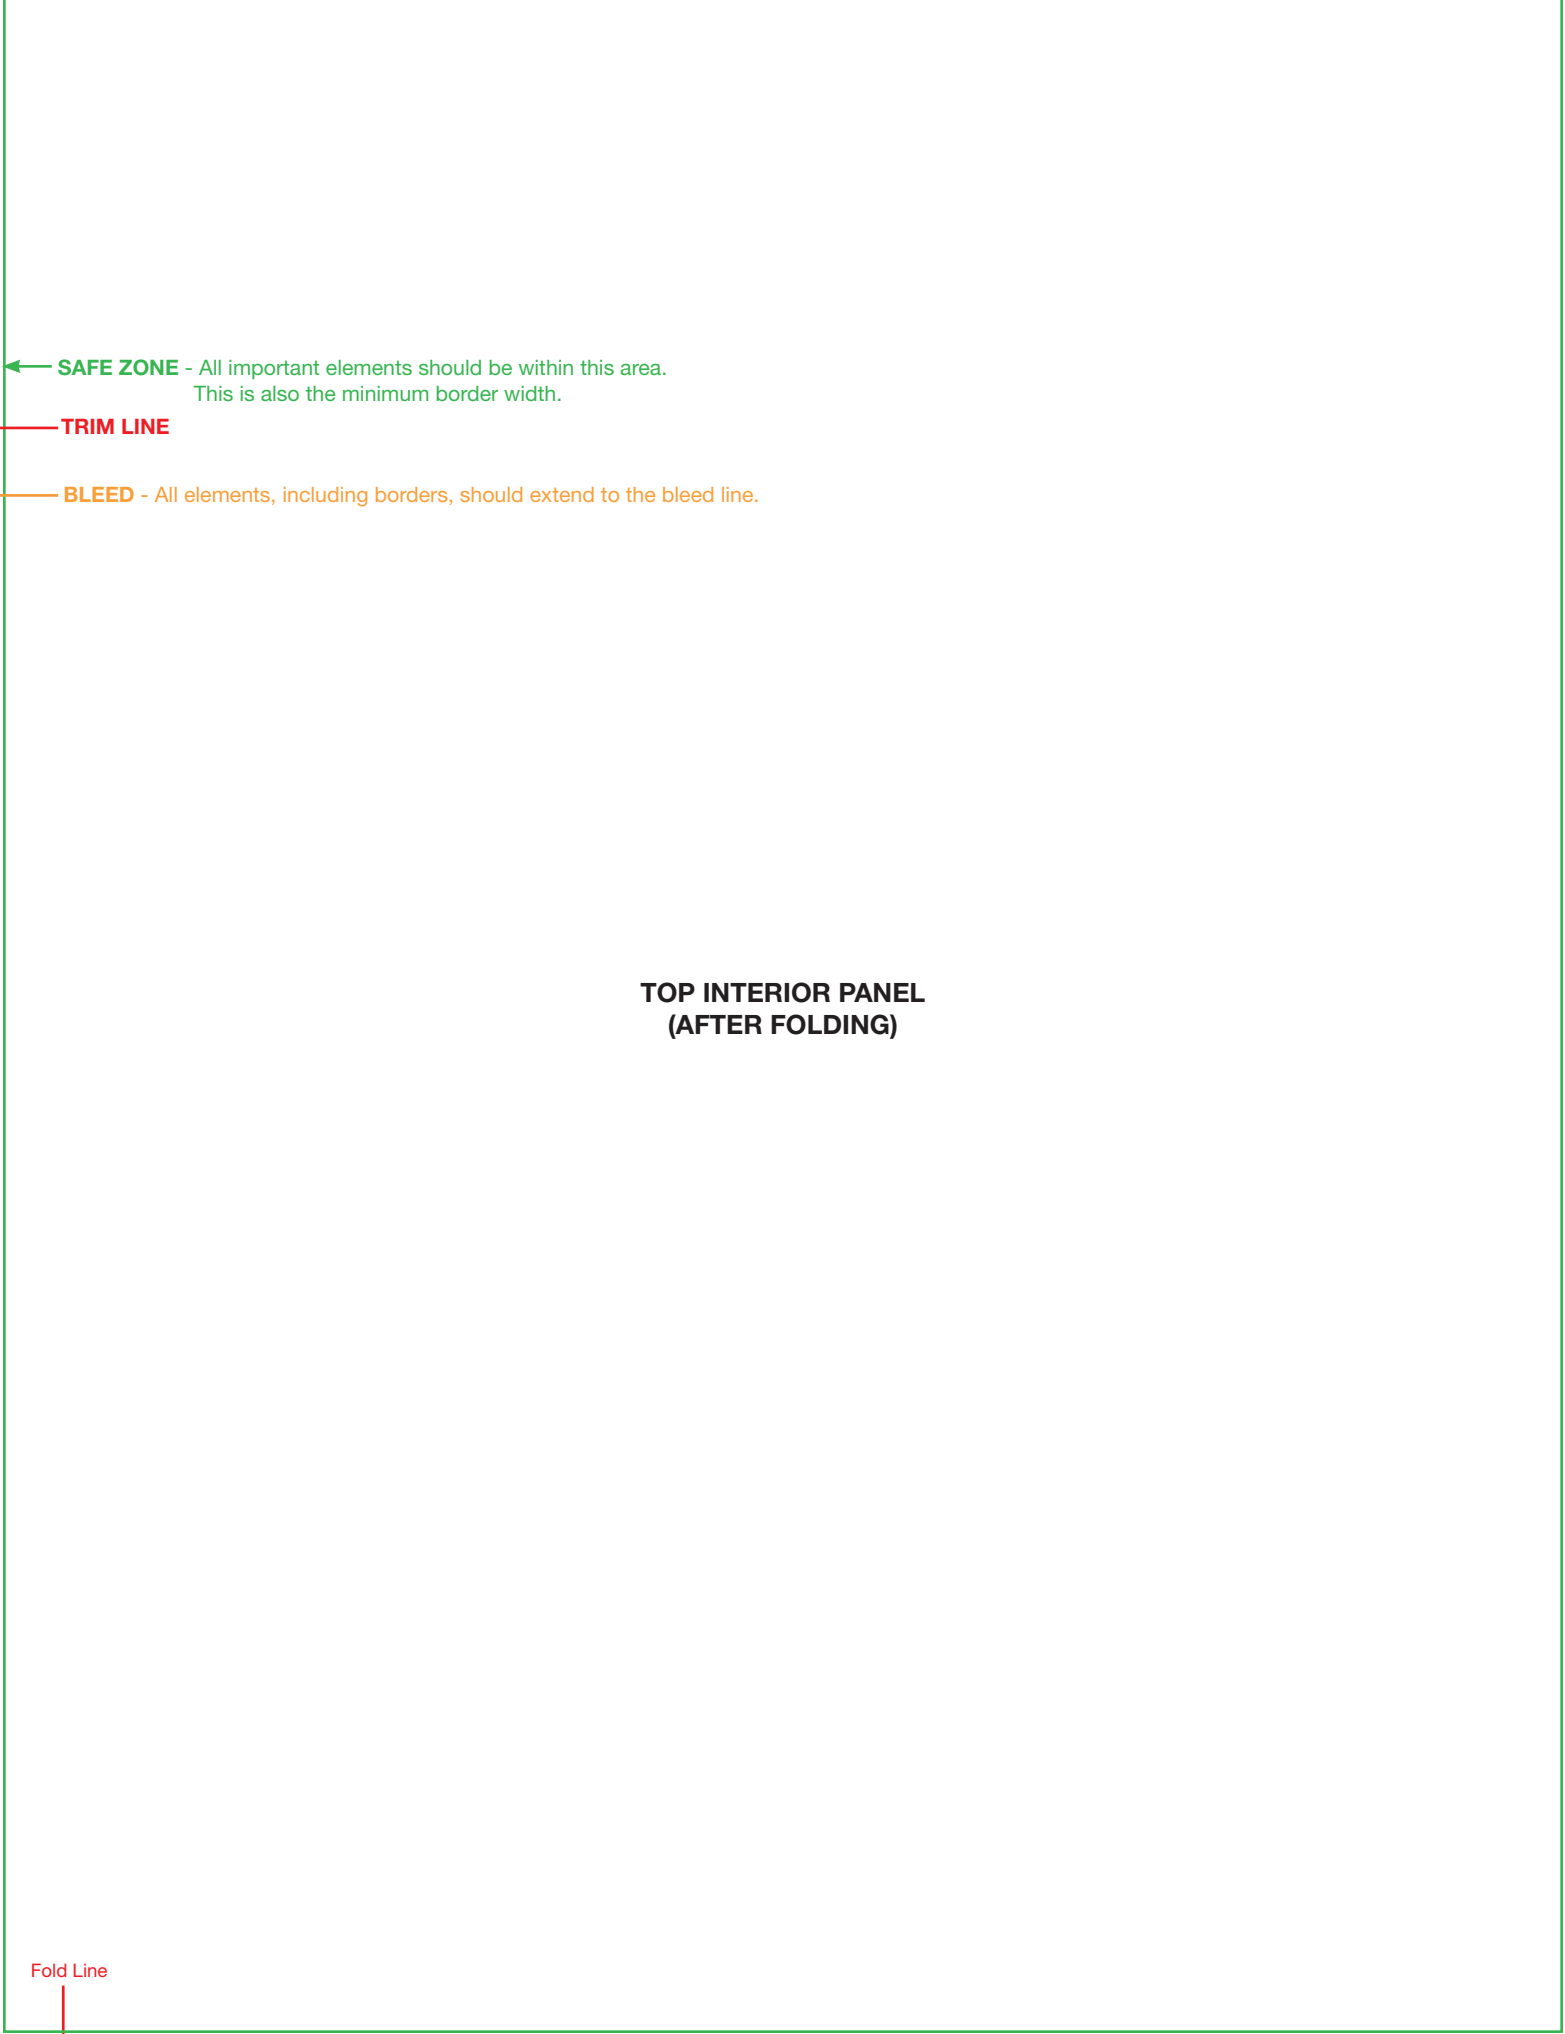 SAFE ZONE - All important elements should be within this area.
This is also the minimum border width.
TRIM LINE
BLEED - All elements, including borders, should extend to the bleed line.
TOP INTERIOR PANEL
(AFTER FOLDING)
Fold Line